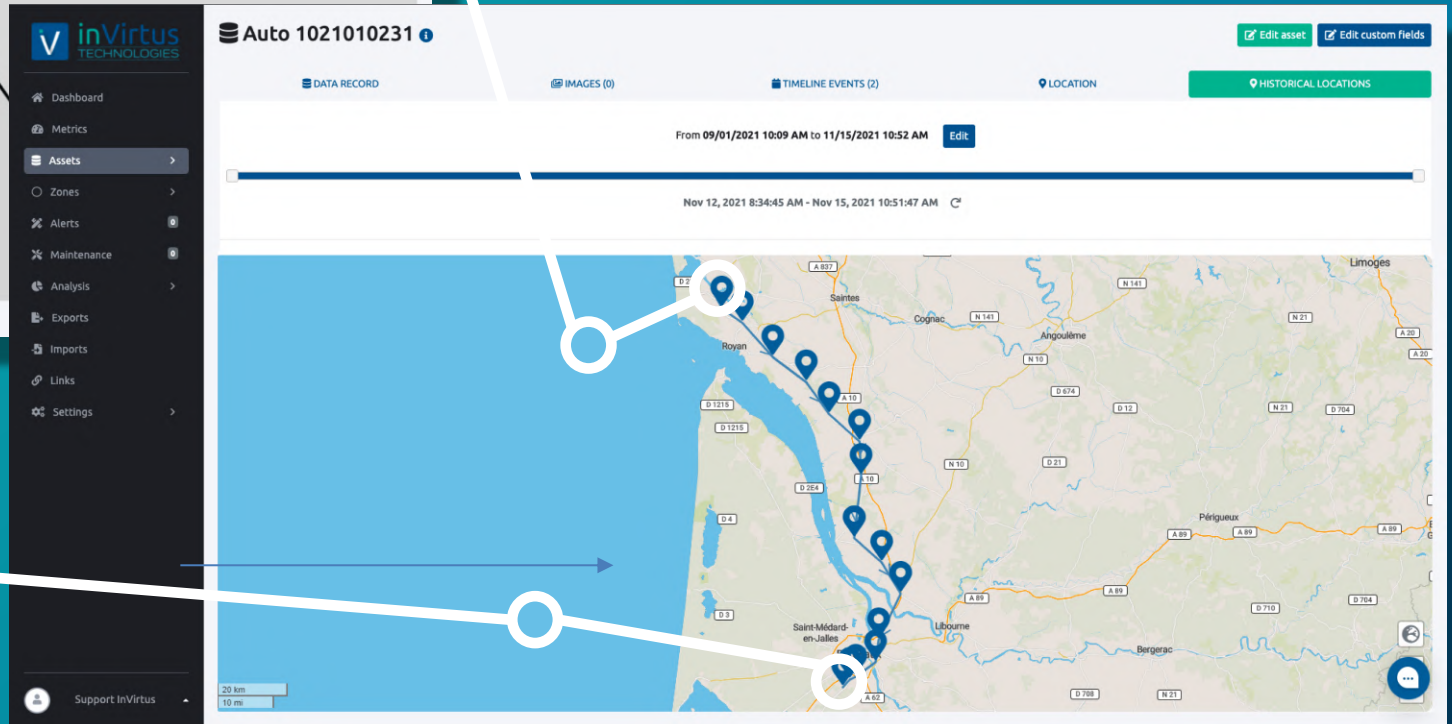 inVirtus
TECHNOLOGIES
Dashboard
Metrics
Assets
Zones
Alerts 0
Maintenance 0
Analysis
Exports
Imports
Links
Settings
Support InVirtus
Auto 1021010231
Edit asset Edit custom fields
DATA RECORD IMAGES (0) TIMELINE EVENTS (2) LOCATION HISTORICAL LOCATIONS
From 09/01/2021 10:09 AM to 11/15/2021 10:52 AM Edit
Nov 12, 2021 8:34:45 AM - Nov 15, 2021 10:51:47 AM
A 837
Limoges
N 141
Saintes
Cognac
N 141
N 21
Angoulême
A 20
Royan
N 10
A 20
D 674
A 10
D 1215
D 12
N 21
D 704
D 1215
N 10
D 21
A 10
D 2E4
D 4
Périgueux
A 89
A 89
A 89
A 89
A 89
D 710
D 704
D 3
Saint-Médard-
en-Jalles
Libourne
Bergerac
20 km
10 mi
A 62
D 708
N 21